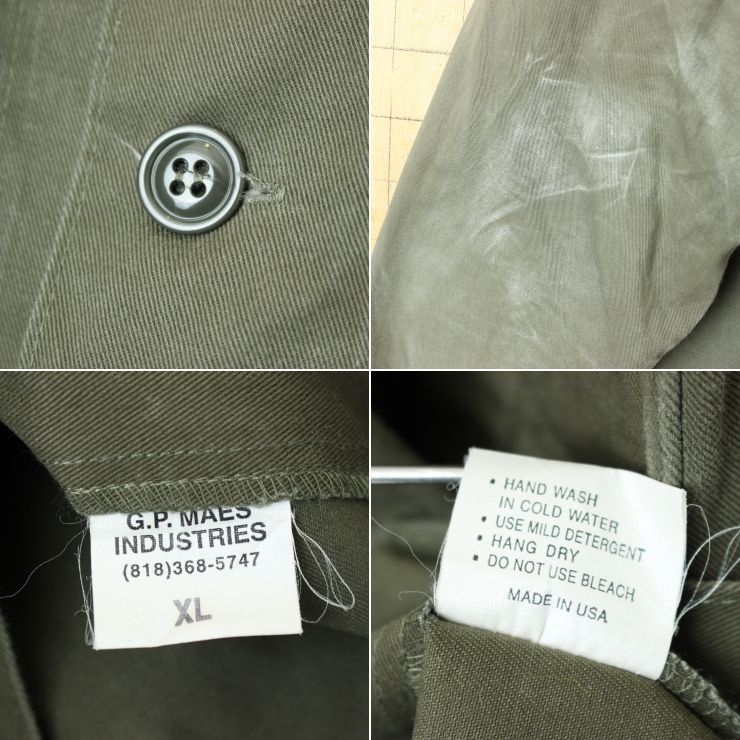 G.P. MAES
INDUSTRIES
(818)368-5747
XL
• HAND WASH
IN COLD WATER
• USE MILD DETERGENT
• HANG DRY
• DO NOT USE BLEACH
MADE IN USA